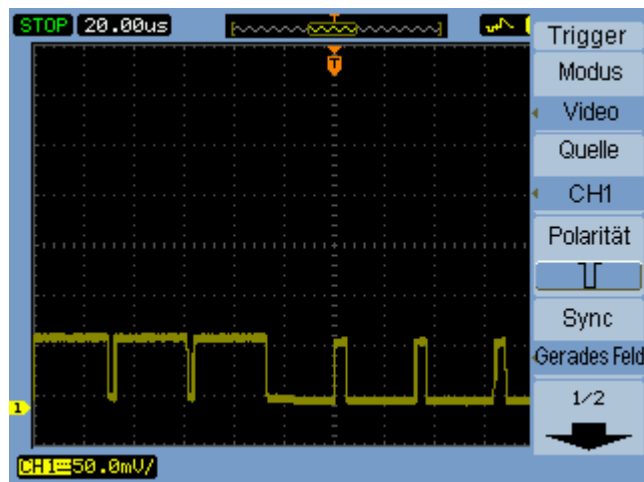 STOP 20.00us T
T
Trigger
Modus
Video
Quelle
CH1
Polarität
Sync
Gerades Feld
1/2
1
CH1 50.0mV/